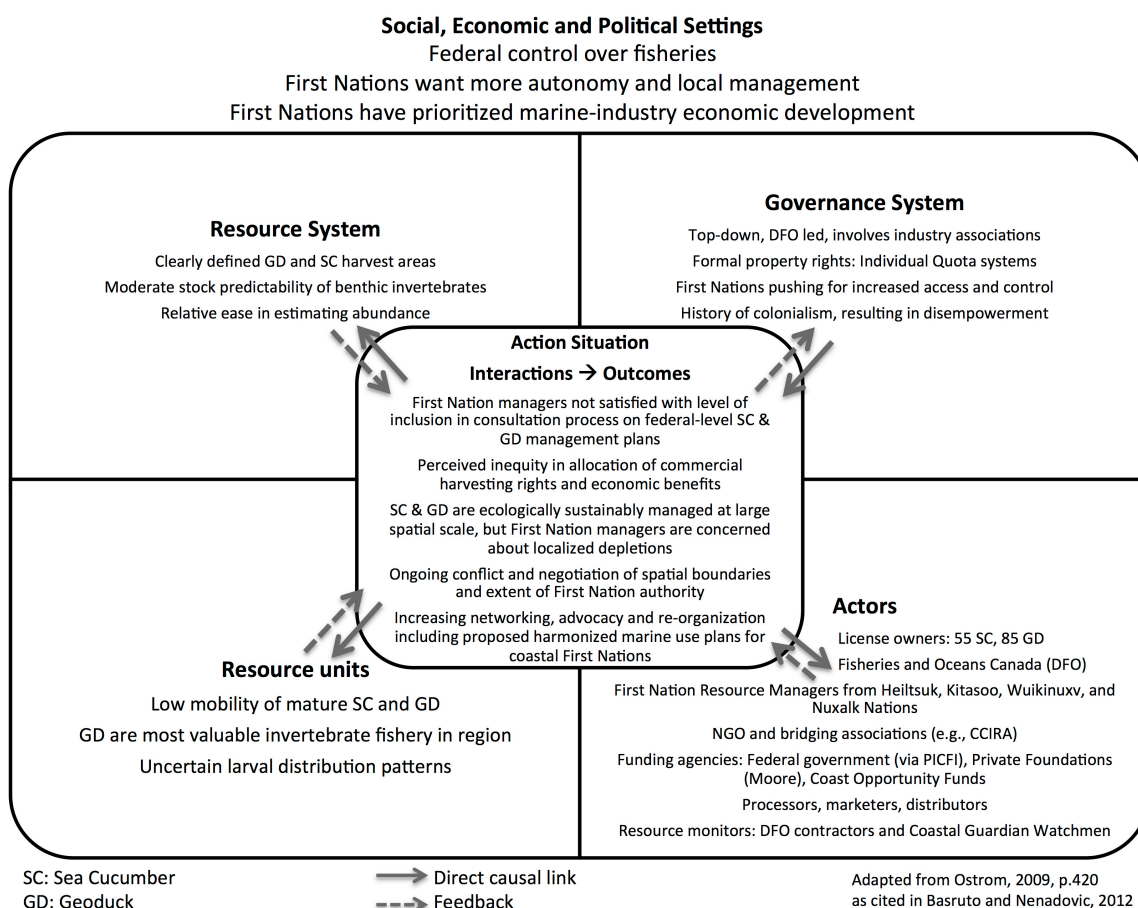 Social, Economic and Political Settings
Federal control over fisheries
First Nations want more autonomy and local management
First Nations have prioritized marine-industry economic development
Resource System
Clearly defined GD and SC harvest areas
Moderate stock predictability of benthic invertebrates
Relative ease in estimating abundance
Governance System
Top-down, DFO led, involves industry associations
Formal property rights: Individual Quota systems
First Nations pushing for increased access and control
History of colonialism, resulting in disempowerment
Action Situation
Interactions → Outcomes
First Nation managers not satisfied with level of
inclusion in consultation process on federal-level SC &
GD management plans
Perceived inequity in allocation of commercial
harvesting rights and economic benefits
SC & GD are ecologically sustainably managed at large
spatial scale, but First Nation managers are concerned
about localized depletions
Ongoing conflict and negotiation of spatial boundaries
and extent of First Nation authority
Increasing networking, advocacy and re-organization
including proposed harmonized marine use plans for
coastal First Nations
Resource units
Low mobility of mature SC and GD
GD are most valuable invertebrate fishery in region
Uncertain larval distribution patterns
Actors
License owners: 55 SC, 85 GD
Fisheries and Oceans Canada (DFO)
First Nation Resource Managers from Heiltsuk, Kitasoo, Wuikinuxv, and
Nuxalk Nations
NGO and bridging associations (e.g., CCIRA)
Funding agencies: Federal government (via PICFI), Private Foundations
(Moore), Coast Opportunity Funds
Processors, marketers, distributors
Resource monitors: DFO contractors and Coastal Guardian Watchmen
SC: Sea Cucumber
GD: Geoduck
Direct causal link
Feedback
Adapted from Ostrom, 2009, p.420
as cited in Basruto and Nenadovic, 2012